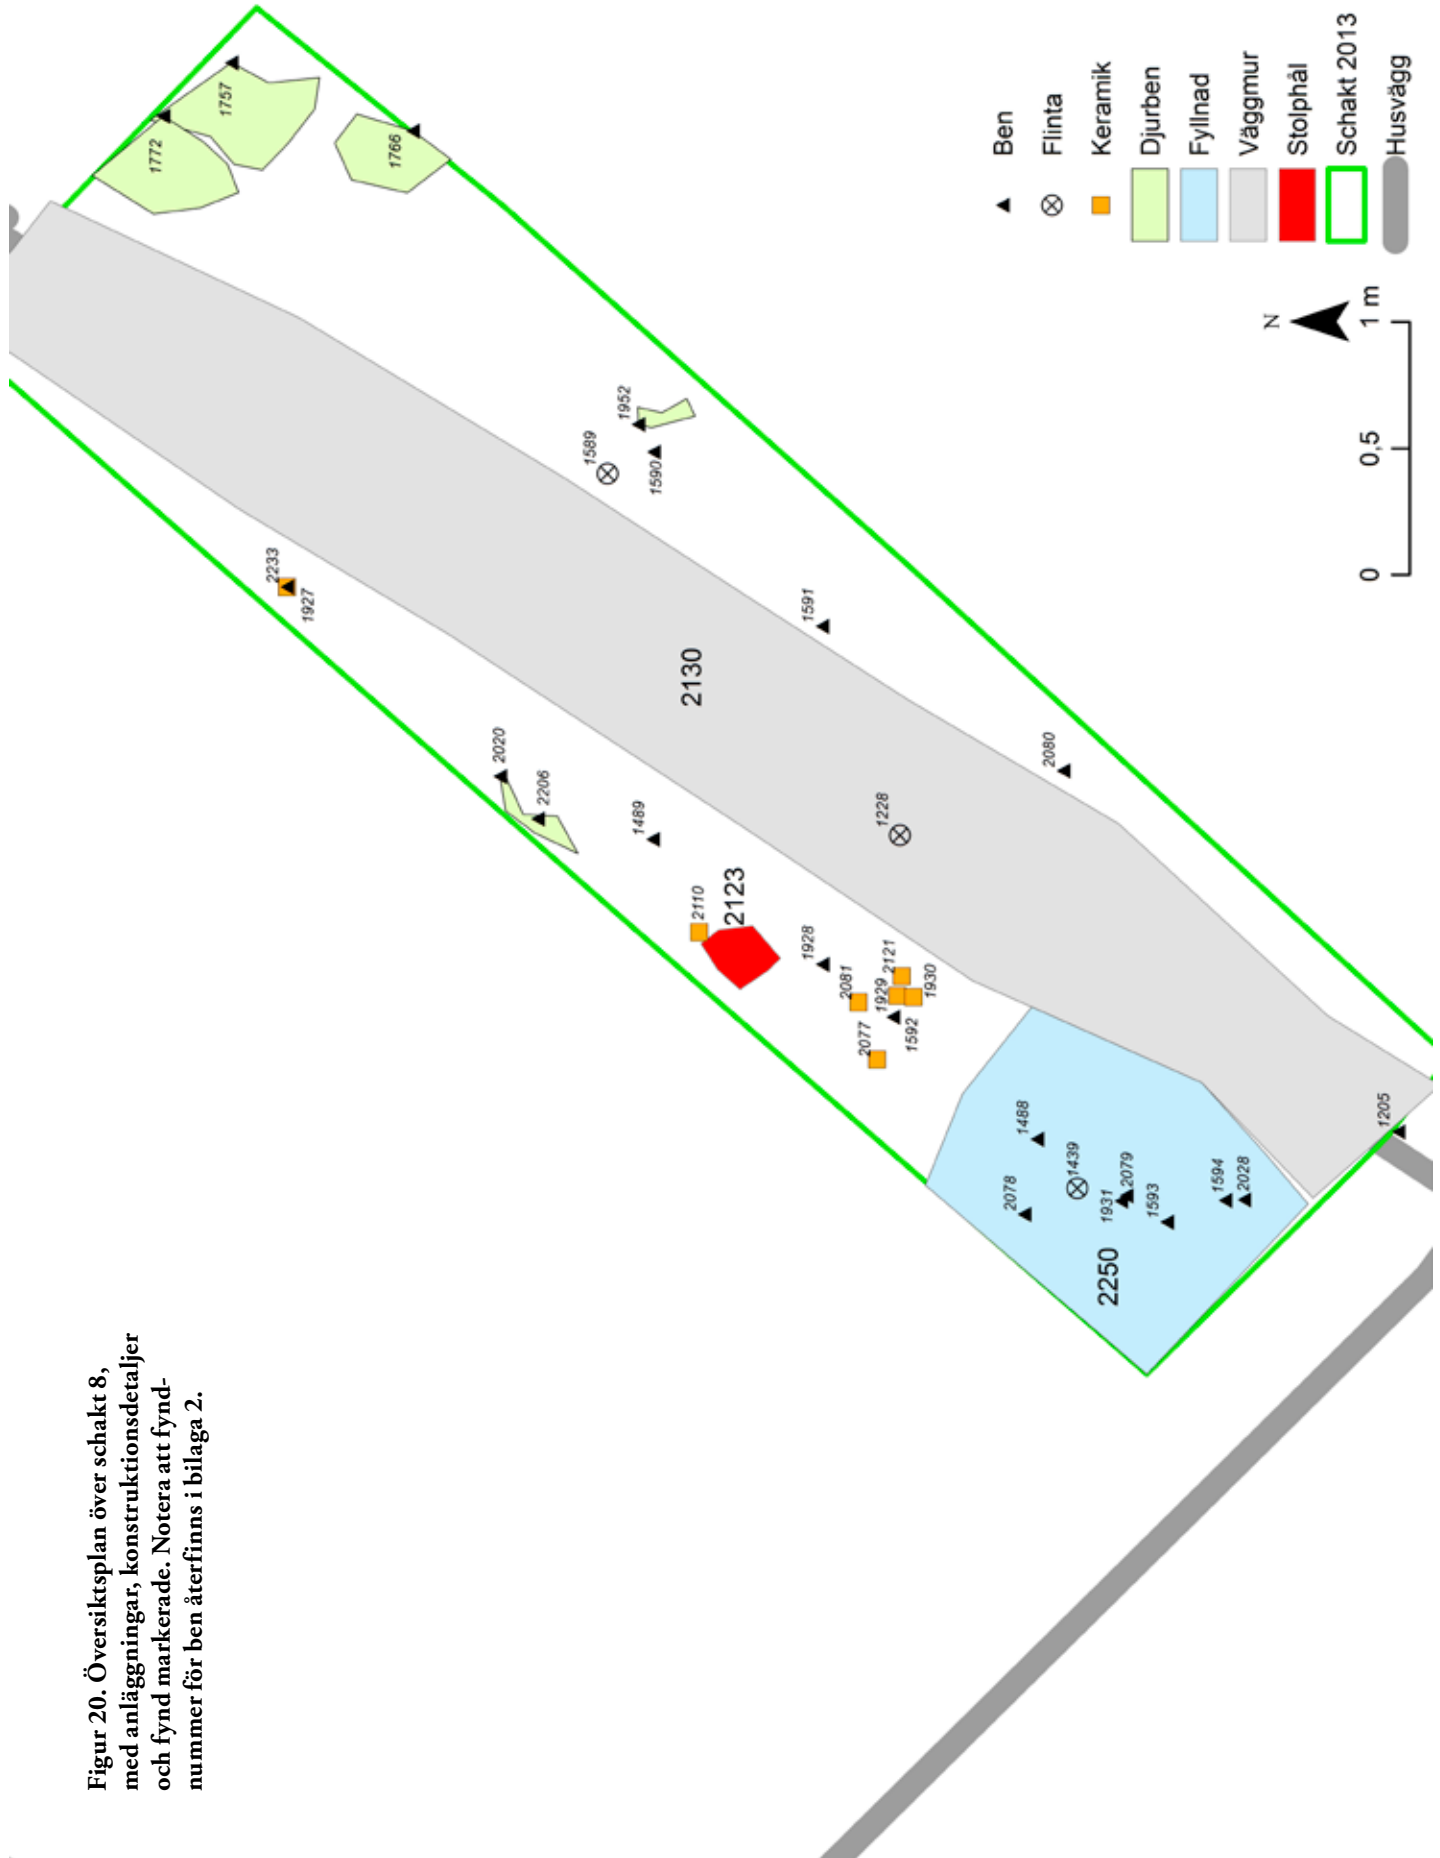 Figur 20. Översiktsplan över schakt 8,
med anläggningar, konstruktionsdetaljer
och fynd markerade. Notera att fynd-
nummer för ben återfinns i bilaga 2.
1772
1757
1766
2233
1927
1952
1589
1590
2020
2206
1489
1591
2130
2110
2123
1228
2080
1928
2081
2121
1929
1930
1592
2077
1488
2078
1439
2079
1931
1593
1594
2028
2250
1205
Ben
Flinta
Keramik
Djurben
Fyllnad
Väggmur
Stolphål
Schakt 2013
Husvägg
N
0 0,5 1 m